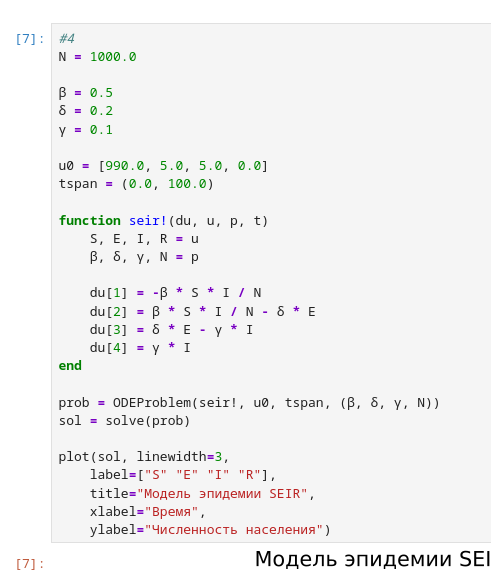 [7]: #4
N = 1000.0
β = 0.5
δ = 0.2
γ = 0.1
u0 = [990.0, 5.0, 5.0, 0.0]
tspan = (0.0, 100.0)
function seir!(du, u, p, t)
    S, E, I, R = u
    β, δ, γ, N = p
    du[1] = -β * S * I / N
    du[2] = β * S * I / N - δ * E
    du[3] = δ * E - γ * I
    du[4] = γ * I
end
prob = ODEProblem(seir!, u0, tspan, (β, δ, γ, N))
sol = solve(prob)
plot(sol, linewidth=3,
    label=["S" "E" "I" "R"],
    title="Модель эпидемии SEIR",
    xlabel="Время",
    ylabel="Численность населения")
[7]: Модель эпидемии SEI